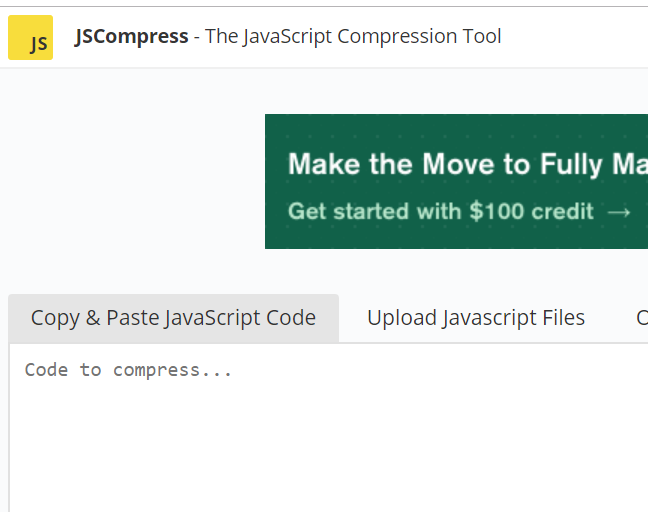 JS
JSCompress - The JavaScript Compression Tool
Make the Move to Fully Ma
Get started with $100 credit →
Copy & Paste JavaScript Code
Upload Javascript Files
Code to compress...